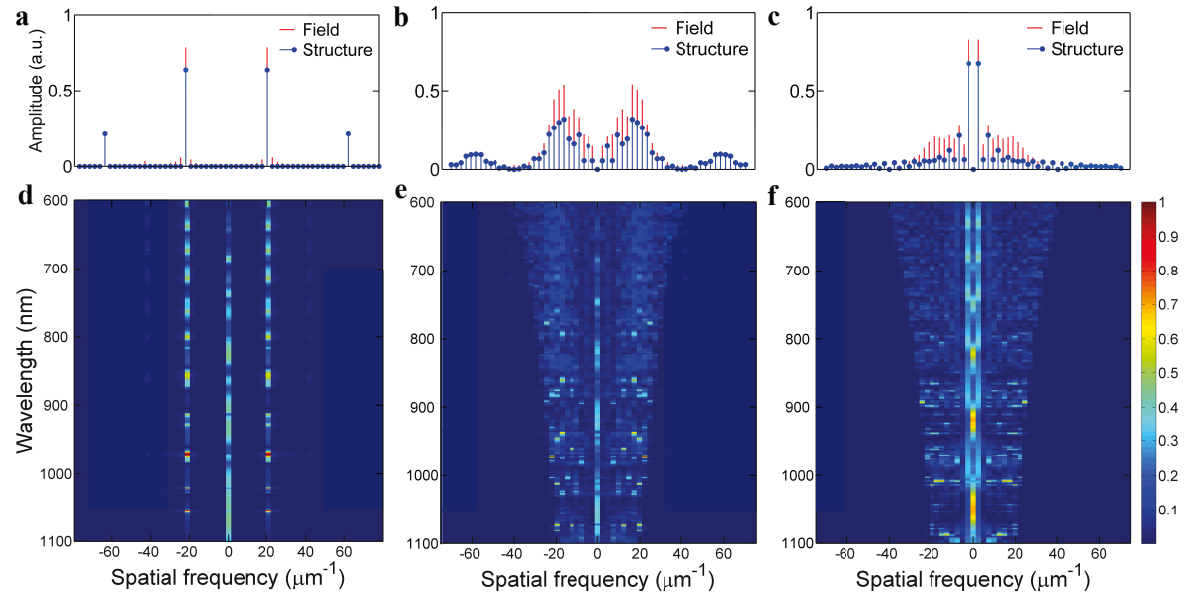 a b c
1 1 1
Field Field Field
Structure Structure Structure
Amplitude (a.u.)
0.5 0.5 0.5
0 0 0
d e f
600 600 600
700 700 700
800 800 800
900 900 900
1000 1000 1000
1100 1100 1100
Wavelength (nm)
-60 -40 -20 0 20 40 60
-60 -40 -20 0 20 40 60
-60 -40 -20 0 20 40 60
Spatial frequency (μm⁻¹) Spatial frequency (μm⁻¹) Spatial frequency (μm⁻¹)
1
0.9
0.8
0.7
0.6
0.5
0.4
0.3
0.2
0.1